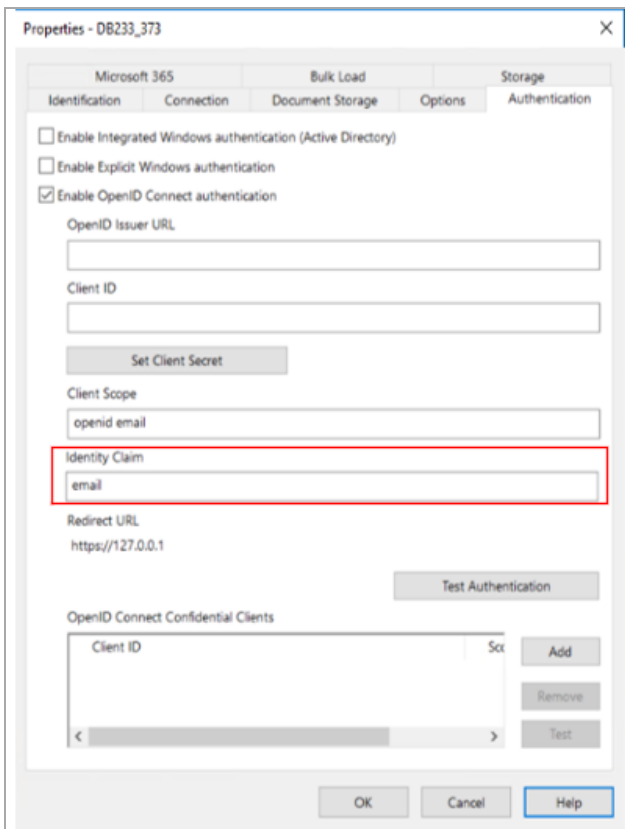 Properties - DB233_373
Microsoft 365 Bulk Load Storage
Identification Connection Document Storage Options Authentication
Enable Integrated Windows authentication (Active Directory)
Enable Explicit Windows authentication
Enable OpenID Connect authentication
OpenID Issuer URL
Client ID
Set Client Secret
Client Scope
openid email
Identity Claim
email
Redirect URL
https://127.0.0.1
Test Authentication
OpenID Connect Confidential Clients
Client ID Sco
Add
Remove
Test
OK Cancel Help